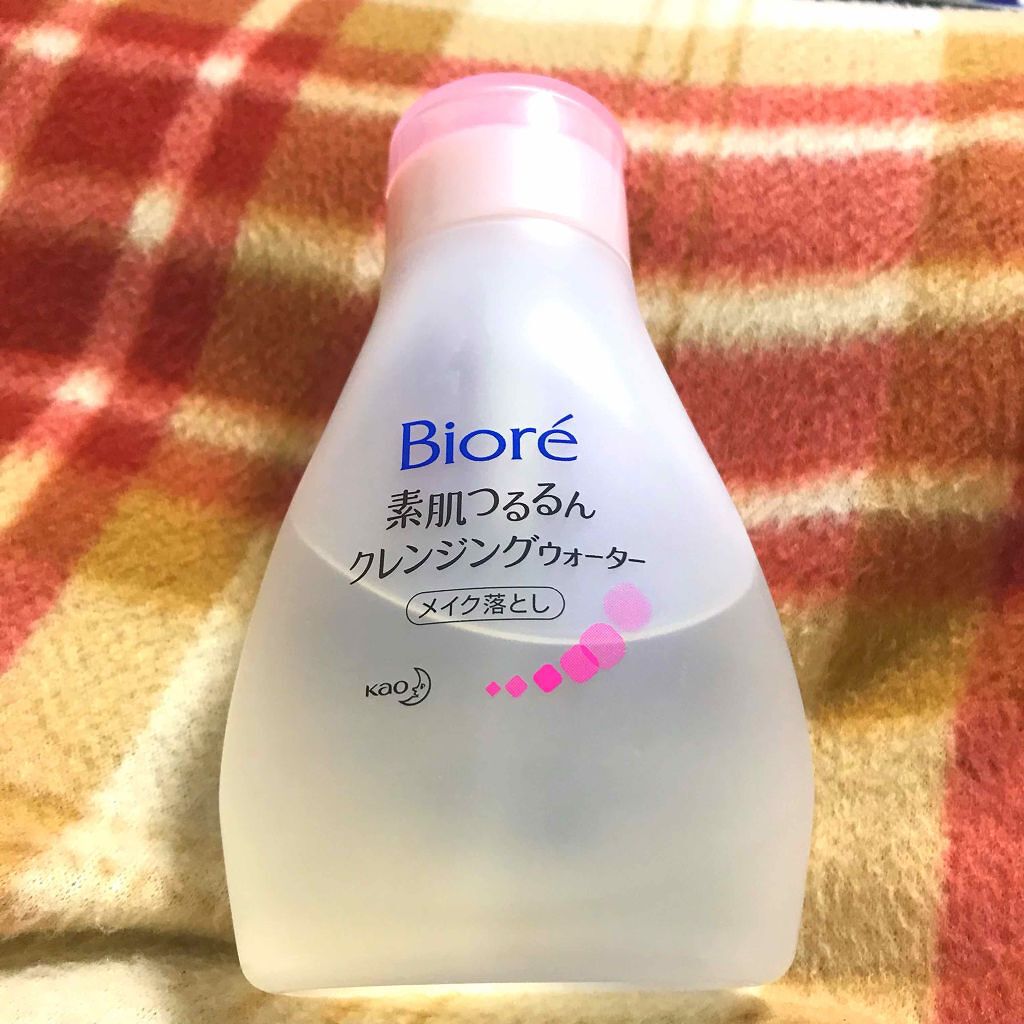 Bioré
素肌つるるん
クレンジングウォーター
メイク落とし
Kao